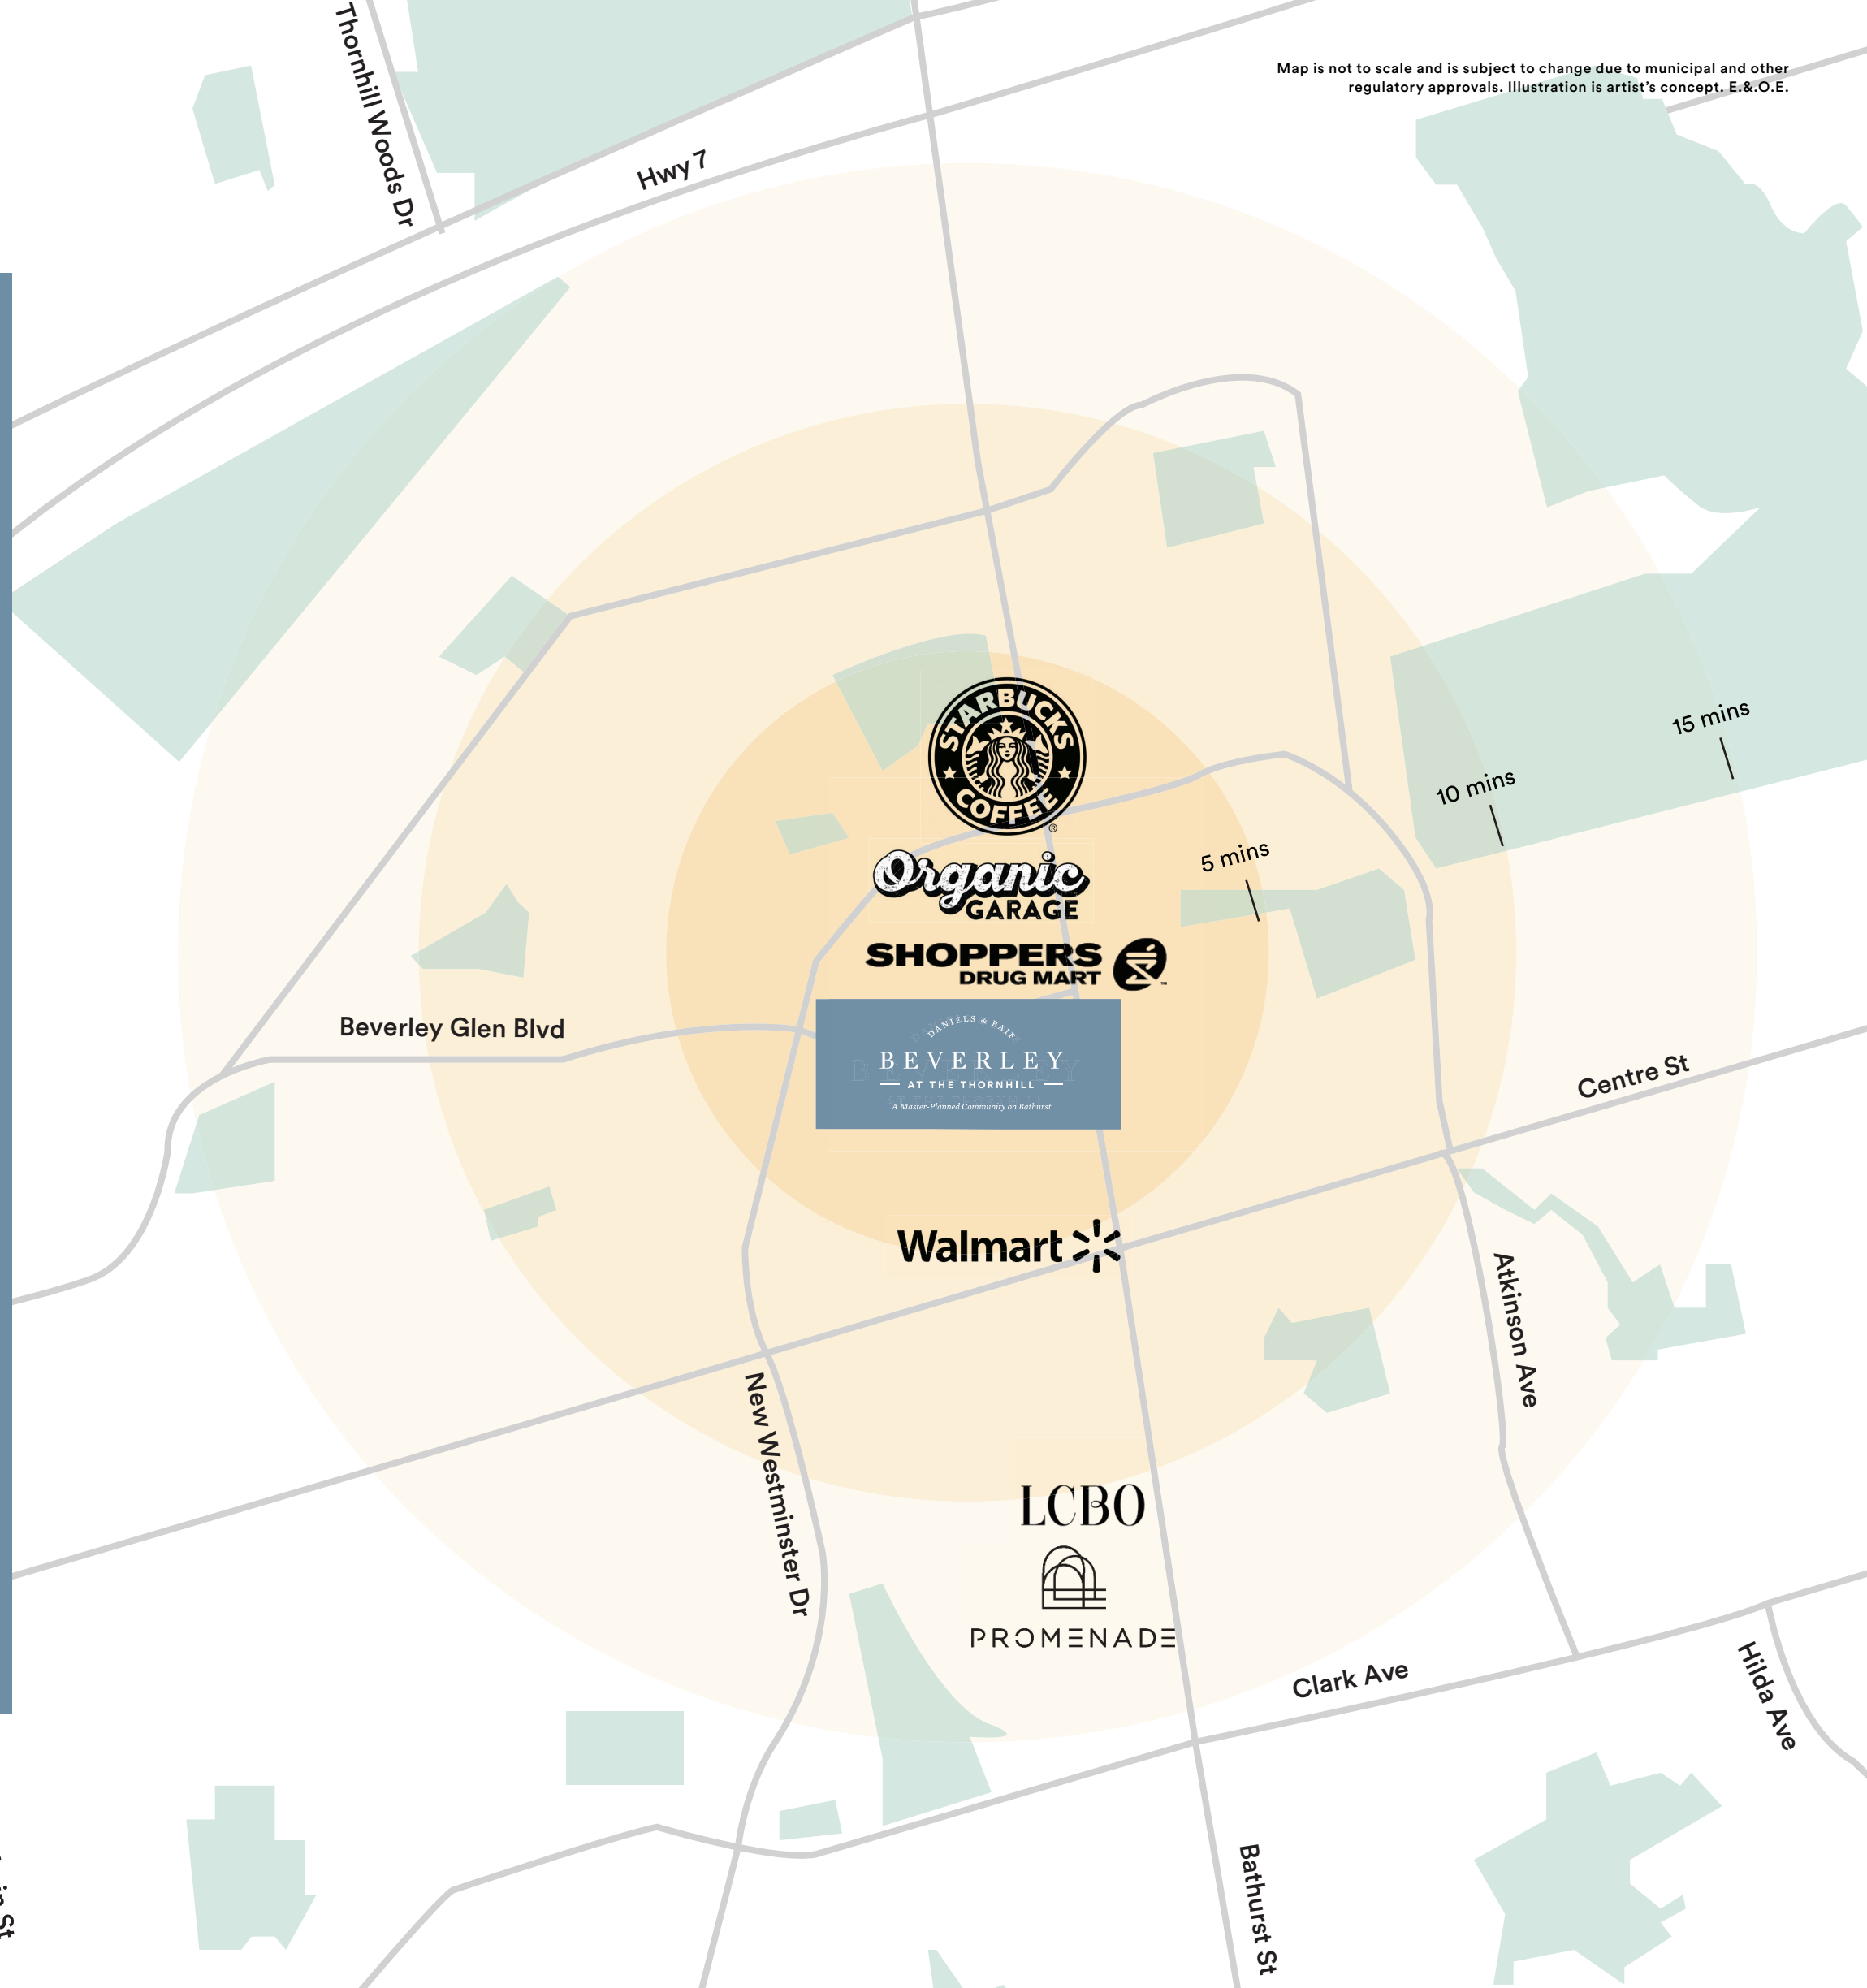 Thornhill Woods Dr
Map is not to scale and is subject to change due to municipal and other
regulatory approvals. Illustration is artist's concept. E.&O.E.
Hwy 7
STARBUCKS
COFFEE
®
15 mins
10 mins
5 mins
Organic
GARAGE
SHOPPERS
DRUG MART
™
Beverley Glen Blvd
BEVERLEY
AT THE THORNHILL
A Master-Planned Community on Bathurst
Centre St
Walmart
Atkinson Ave
New Westminster Dr
LCBO
PROMENADE
Clark Ave
Hilda Ave
Bathurst St
St